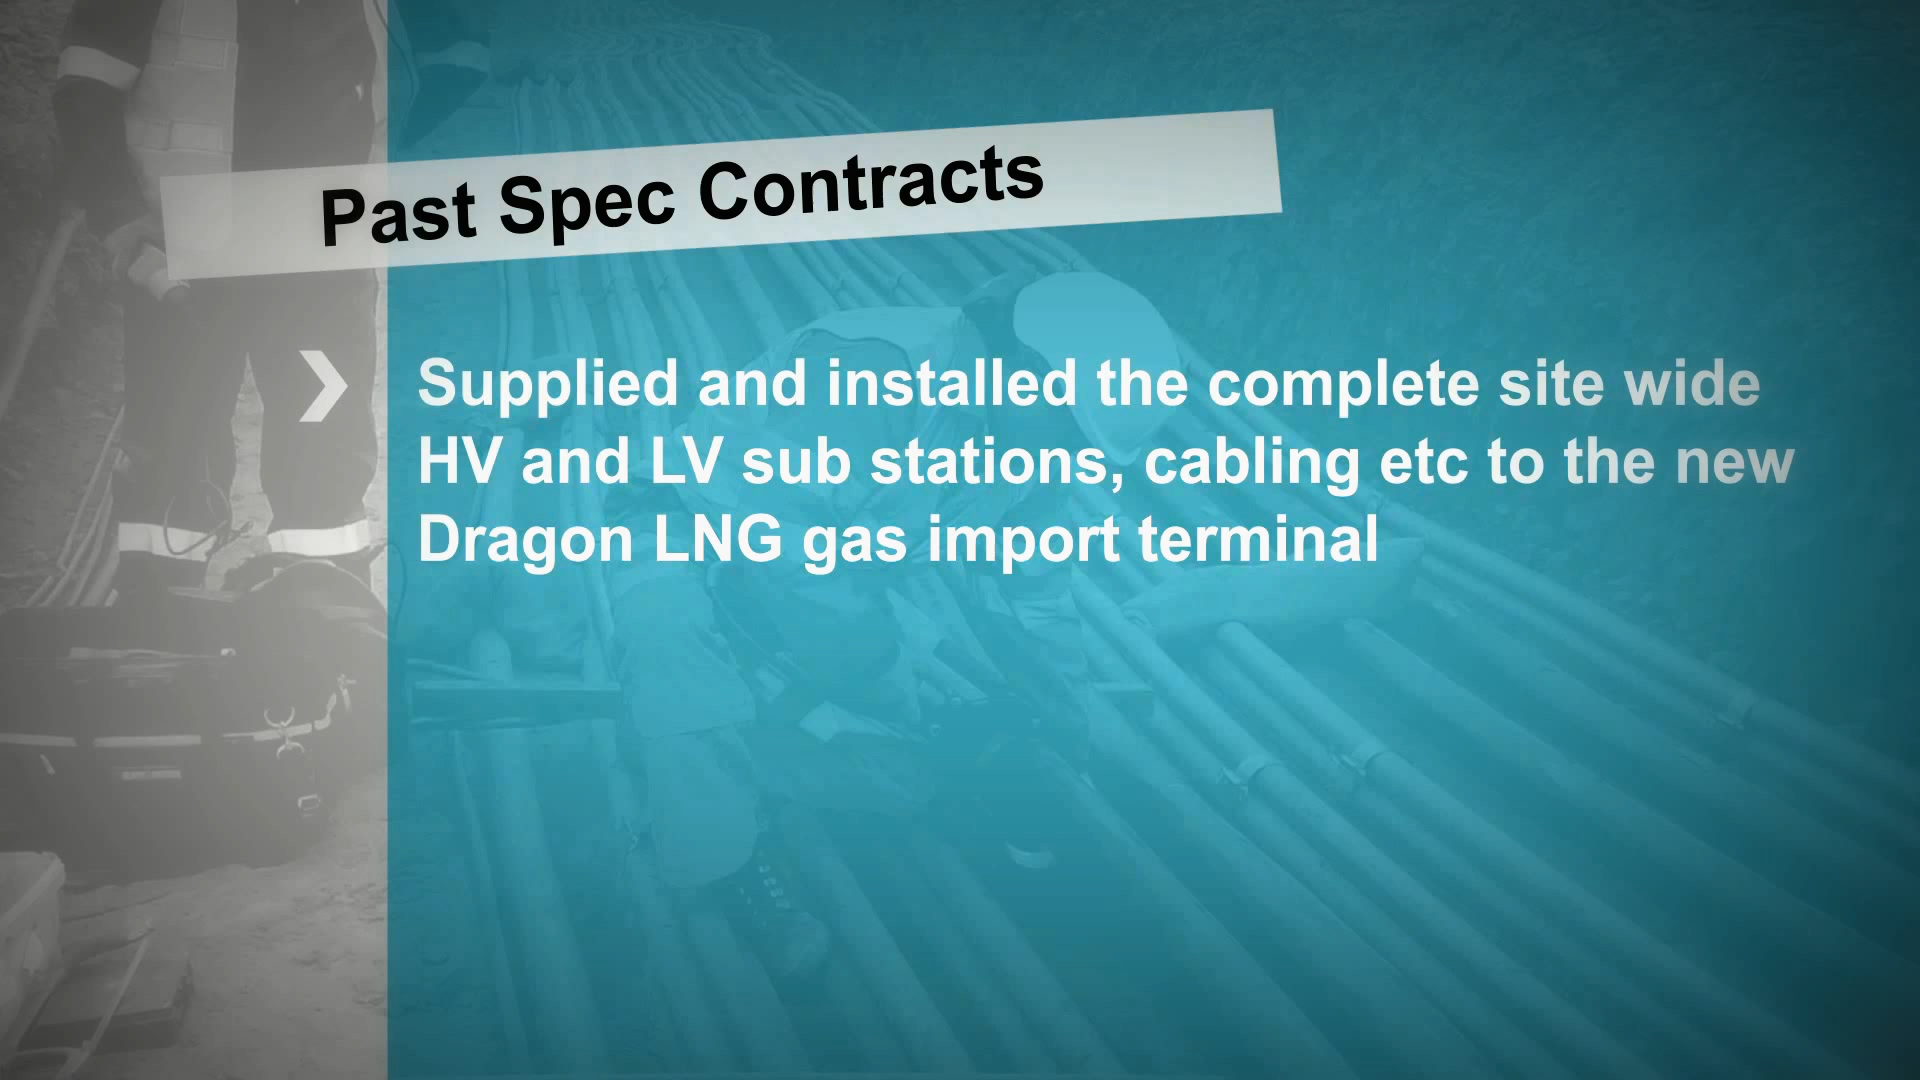 Past Spec Contracts
Supplied and installed the complete site wide
HV and LV sub stations, cabling etc to the new
Dragon LNG gas import terminal